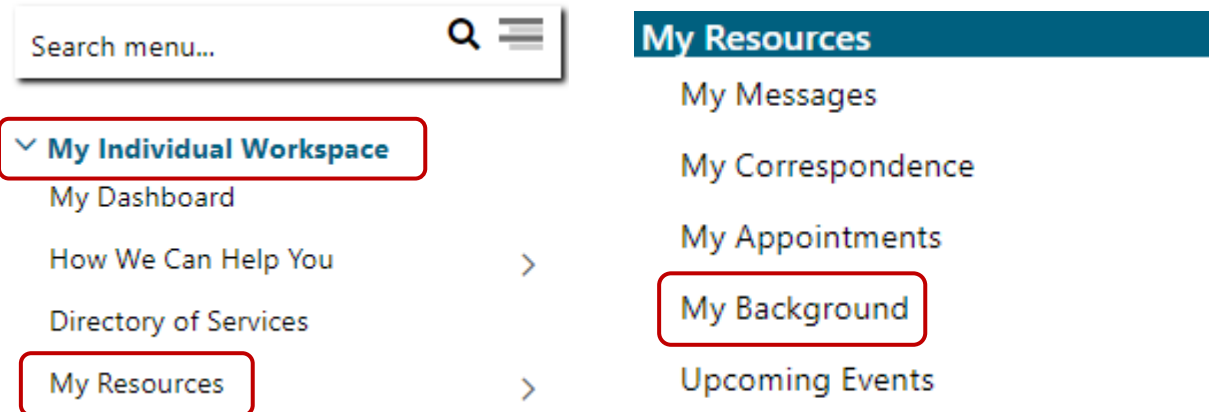 Search menu...
My Individual Workspace
My Dashboard
How We Can Help You
Directory of Services
My Resources
My Resources
My Messages
My Correspondence
My Appointments
My Background
Upcoming Events